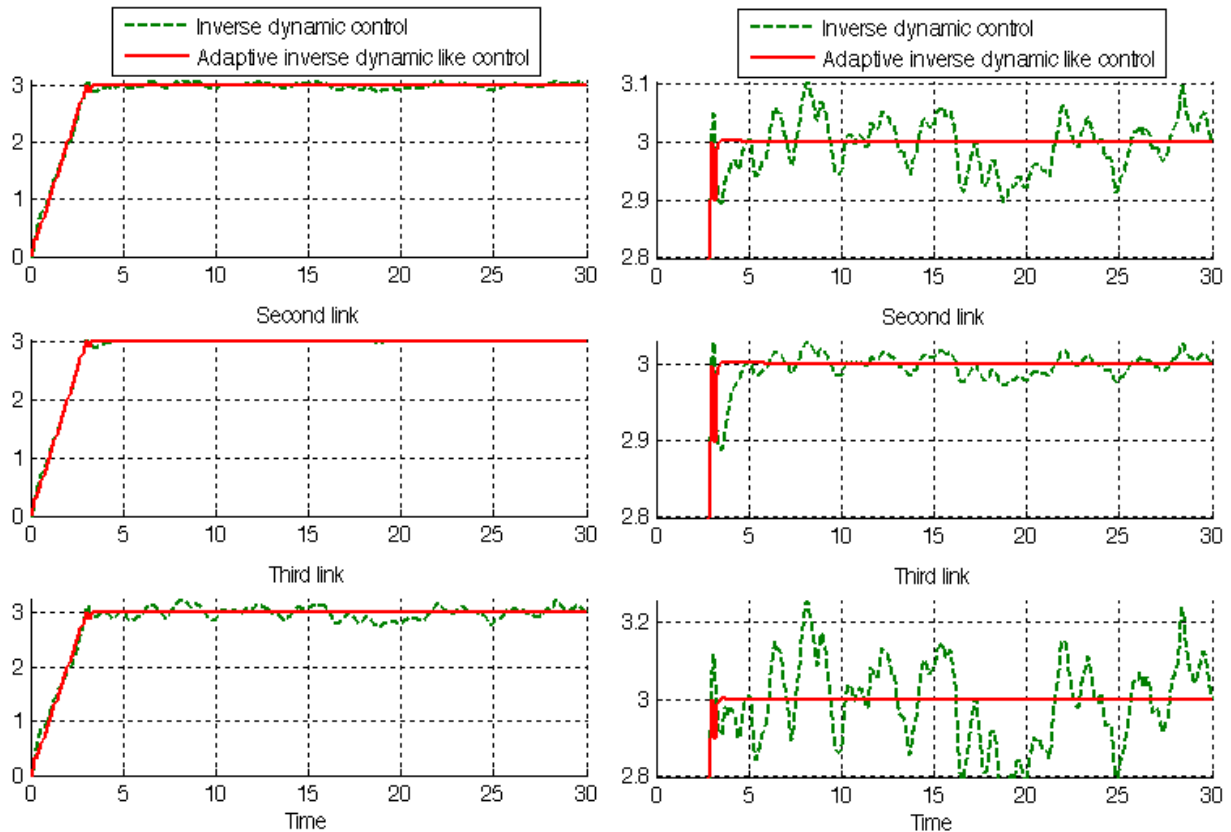 Inverse dynamic control
Adaptive inverse dynamic like control
3
2
1
0
0 5 10 15 20 25 30
Second link
3
2
1
0
0 5 10 15 20 25 30
Third link
3
2
1
0
0 5 10 15 20 25 30
Time
Inverse dynamic control
Adaptive inverse dynamic like control
3.1
3
2.9
2.8
0 5 10 15 20 25 30
Second link
3
2.9
2.8
0 5 10 15 20 25 30
Third link
3.2
3
2.8
0 5 10 15 20 25 30
Time